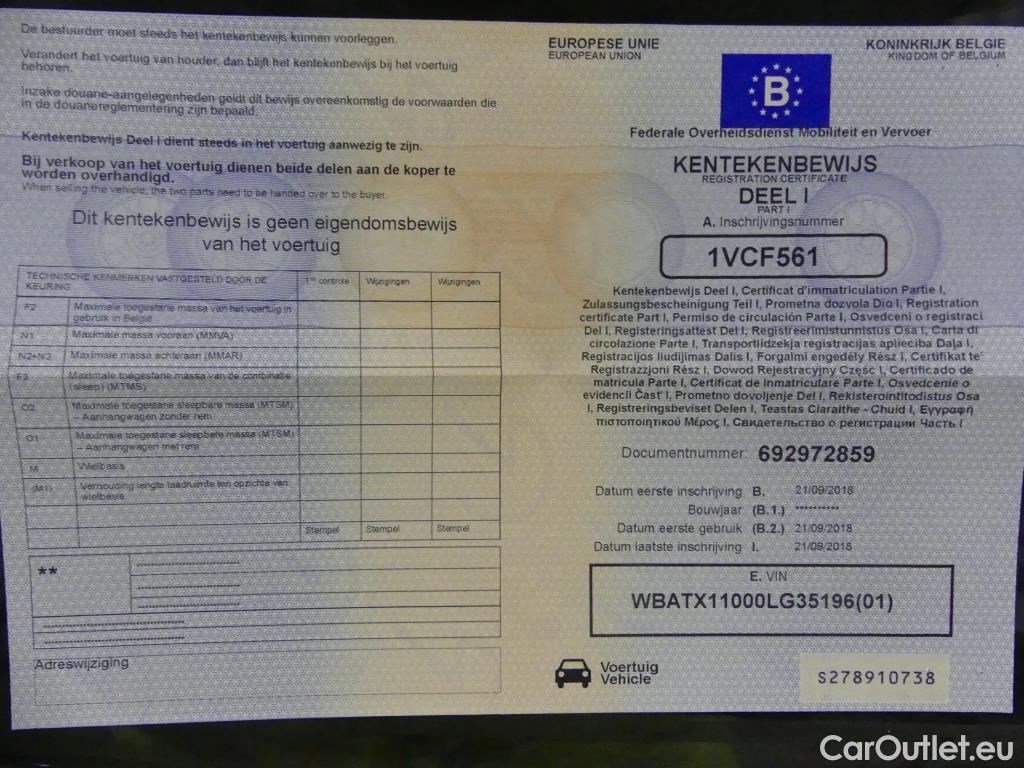 De bestuurder moet steeds het kentekenbewijs kunnen voorleggen.
Verandert het voertuig van houder, dan blijft het kentekenbewijs bij het voertuig
behoren.
Inzake douane-aangelegenheden geldt dit bewijs overeenkomstig de voorwaarden die
in de douanereglementering zijn bepaald.
Kentekenbewijs Deel I dient steeds in het voertuig aanwezig te zijn.
Bij verkoop van het voertuig dienen beide delen aan de koper te
worden overhandigd.
When selling the vehicle, the two parts need to be handed over to the buyer.
Dit kentekenbewijs is geen eigendomsbewijs
van het voertuig
TECHNISCHE KENMERKEN VASTGESTELD DOOR DE
KEURING
1ste controle
Wijzigingen
Wijzigingen
F2 Maximale toegestane massa van het voertuig in
gebruik in België
N1 Maximale massa vooraan (MMVA)
N2+N3 Maximale massa achteraan (MMAR)
F3 Maximale toegestane massa van de combinatie
(sleep) (MTMS)
O2 Maximale toegestane sleepbare massa (MTSM)
– Aanhangwagen zonder rem
O1 Maximale toegestane sleepbare massa (MTSM)
– Aanhangwagen met rem
M Wielbasis
(M1) Verhouding lengte laadruimte ten opzichte van
wielbasis
Stempel Stempel Stempel
**
Adreswijziging
EUROPESE UNIE
EUROPEAN UNION
KONINKRIJK BELGIE
KINGDOM OF BELGIUM
B
Federale Overheidsdienst Mobiliteit en Vervoer
KENTEKENBEWIJS
REGISTRATION CERTIFICATE
DEEL I
PART I
A. Inschrijvingsnummer
1VCF561
Kentekenbewijs Deel I, Certificat d'immatriculation Partie I,
Zulassungsbescheinigung Teil I, Prometna dozvola Dio I, Registration
certificate Part I, Permiso de circulación Parte I, Osvedceni o registraci
Del I, Registeringsattest Del I, Registreerimistunnistus Osa I, Carta di
circolazione Parte I, Transportlidzekja registracijas aplieciba Daļa I,
Registracijos liudijimas Dalis I, Forgalmi engedély Rész I, Certifikat te'
Registrazzjoni Rész I, Dowod Rejestracyjny Część I, Certificado de
matricula Parte I, Certificat de Inmatriculare Parte I, Osvedcenie o
evidencii Časť I, Prometno dovoljenje Del I, Rekisterointitodistus Osa
I, Registreringsbeviset Delen I, Teastas Claraithe - Chuid I, Εγγραφή
πιστοποιητικού Μέρος I, Свидетельство о регистрации Часть I
Documentnummer: 692972859
Datum eerste inschrijving B. 21/09/2018
Bouwjaar (B.1.) **********
Datum eerste gebruik (B.2.) 21/09/2018
Datum laatste inschrijving I. 21/09/2018
E. VIN
WBATX11000LG35196(01)
Voertuig
Vehicle
S278910738
CarOutlet.eu